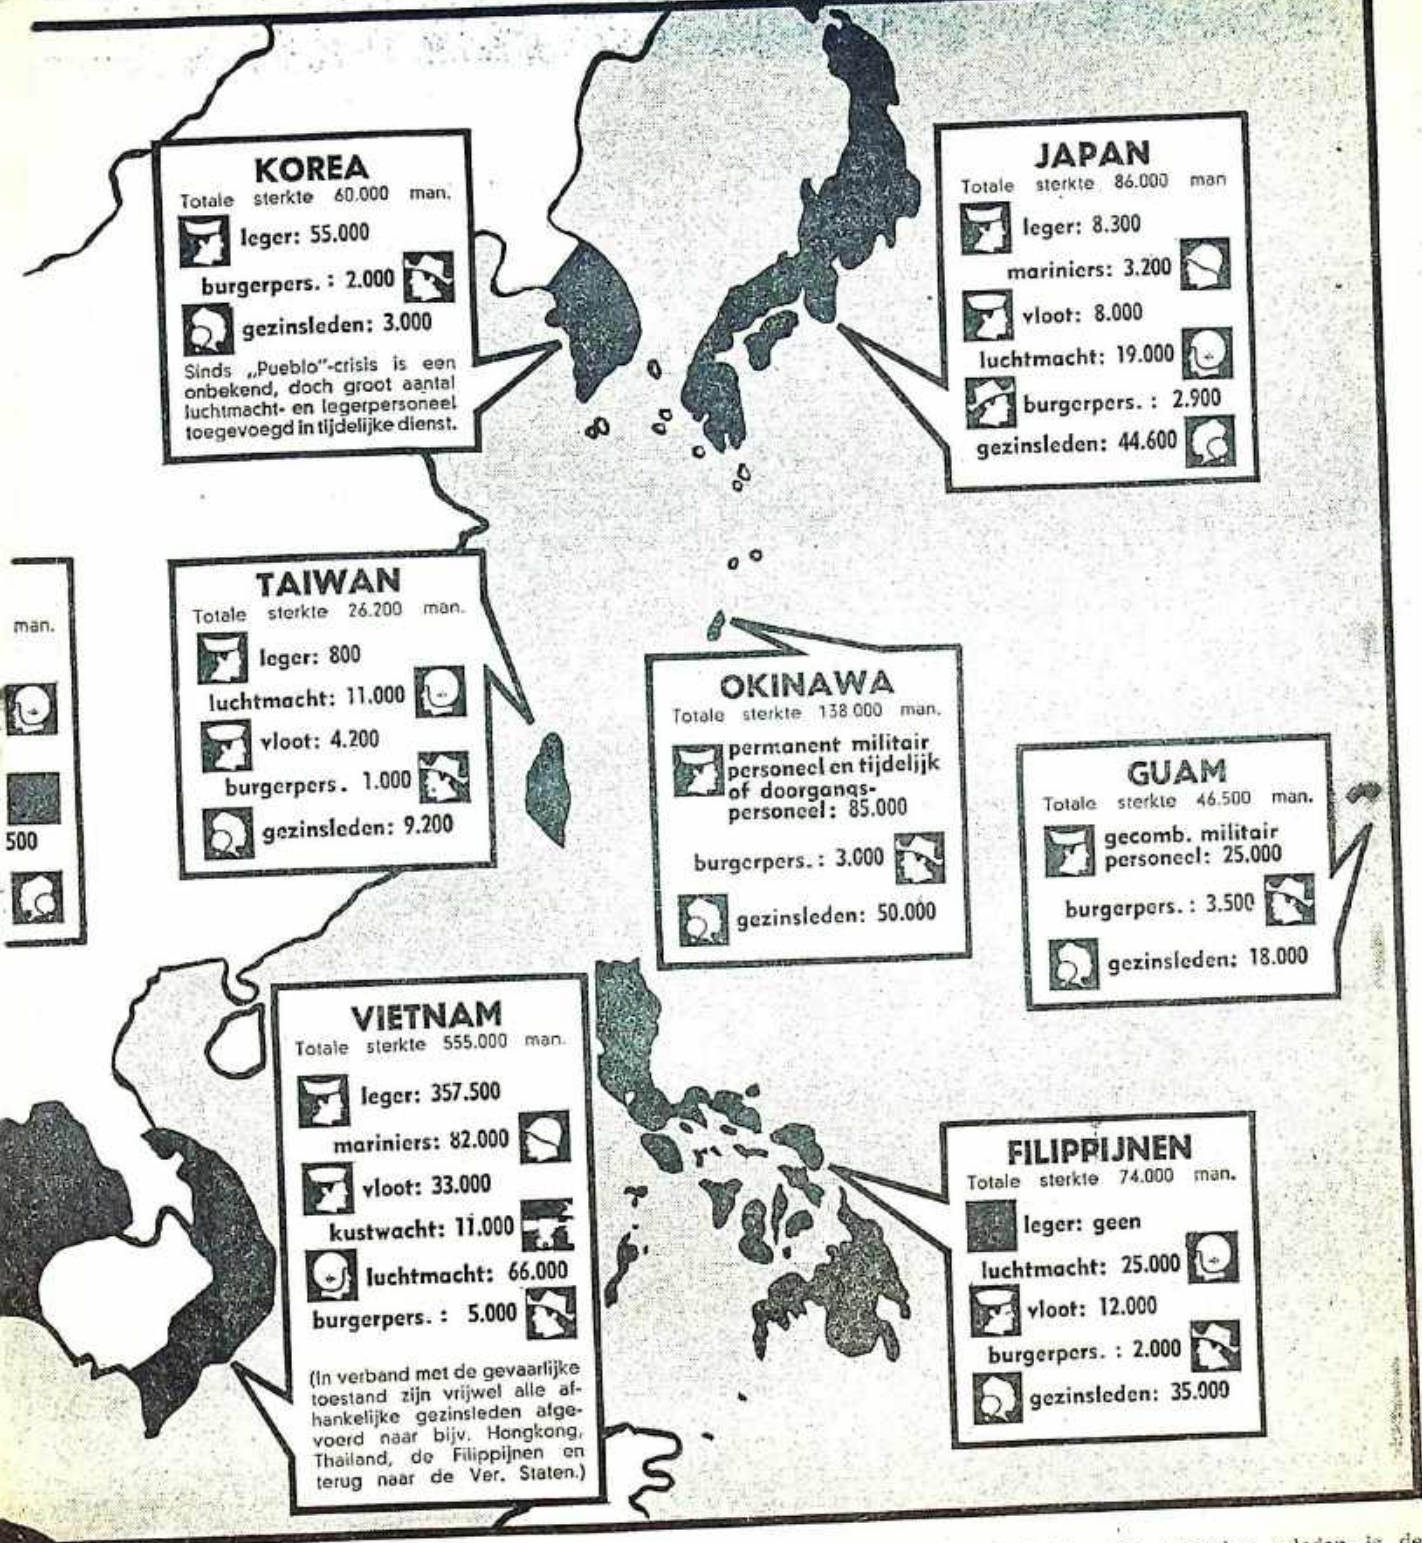 KOREA
Totale sterkte 60.000 man.
leger: 55.000
burgerpers. : 2.000
gezinsleden: 3.000
Sinds „Pueblo”-crisis is een
onbekend, doch groot aantal
luchtmacht- en legerpersoneel
toegevoegd in tijdelijke dienst.
JAPAN
Totale sterkte 86.000 man
leger: 8.300
mariniers: 3.200
vloot: 8.000
luchtmacht: 19.000
burgerpers. : 2.900
gezinsleden: 44.600
man.
500
TAIWAN
Totale sterkte 26.200 man.
leger: 800
luchtmacht: 11.000
vloot: 4.200
burgerpers. 1.000
gezinsleden: 9.200
OKINAWA
Totale sterkte 138.000 man.
permanent militair
personeel en tijdelijk
of doorgangs-
personeel: 85.000
burgerpers. : 3.000
gezinsleden: 50.000
GUAM
Totale sterkte 46.500 man.
gecomb. militair
personeel: 25.000
burgerpers. : 3.500
gezinsleden: 18.000
VIETNAM
Totale sterkte 555.000 man.
leger: 357.500
mariniers: 82.000
vloot: 33.000
kustwacht: 11.000
luchtmacht: 66.000
burgerpers. : 5.000
(In verband met de gevaarlijke
toestand zijn vrijwel alle af-
hankelijke gezinsleden afge-
voerd naar bijv. Hongkong,
Thailand, de Filippijnen en
terug naar de Ver. Staten.)
FILIPPIJNEN
Totale sterkte 74.000 man.
leger: geen
luchtmacht: 25.000
vloot: 12.000
burgerpers. : 2.000
gezinsleden: 35.000
is de